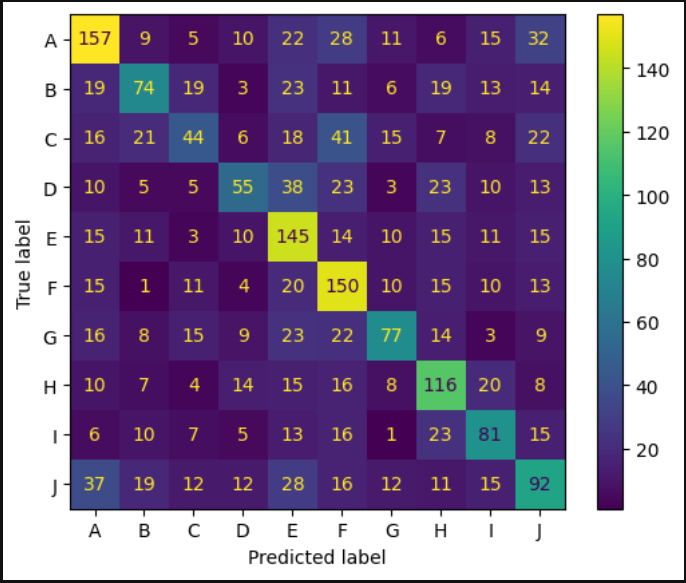 A 157 9 5 10 22 28 11 6 15 32
B 19 74 19 3 23 11 6 19 13 14
C 16 21 44 6 18 41 15 7 8 22
D 10 5 5 55 38 23 3 23 10 13
E 15 11 3 10 145 14 10 15 11 15
F 15 1 11 4 20 150 10 15 10 13
G 16 8 15 9 23 22 77 14 3 9
H 10 7 4 14 15 16 8 116 20 8
I 6 10 7 5 13 16 1 23 81 15
J 37 19 12 12 28 16 12 11 15 92
A B C D E F G H I J
Predicted label
True label
140
120
100
80
60
40
20